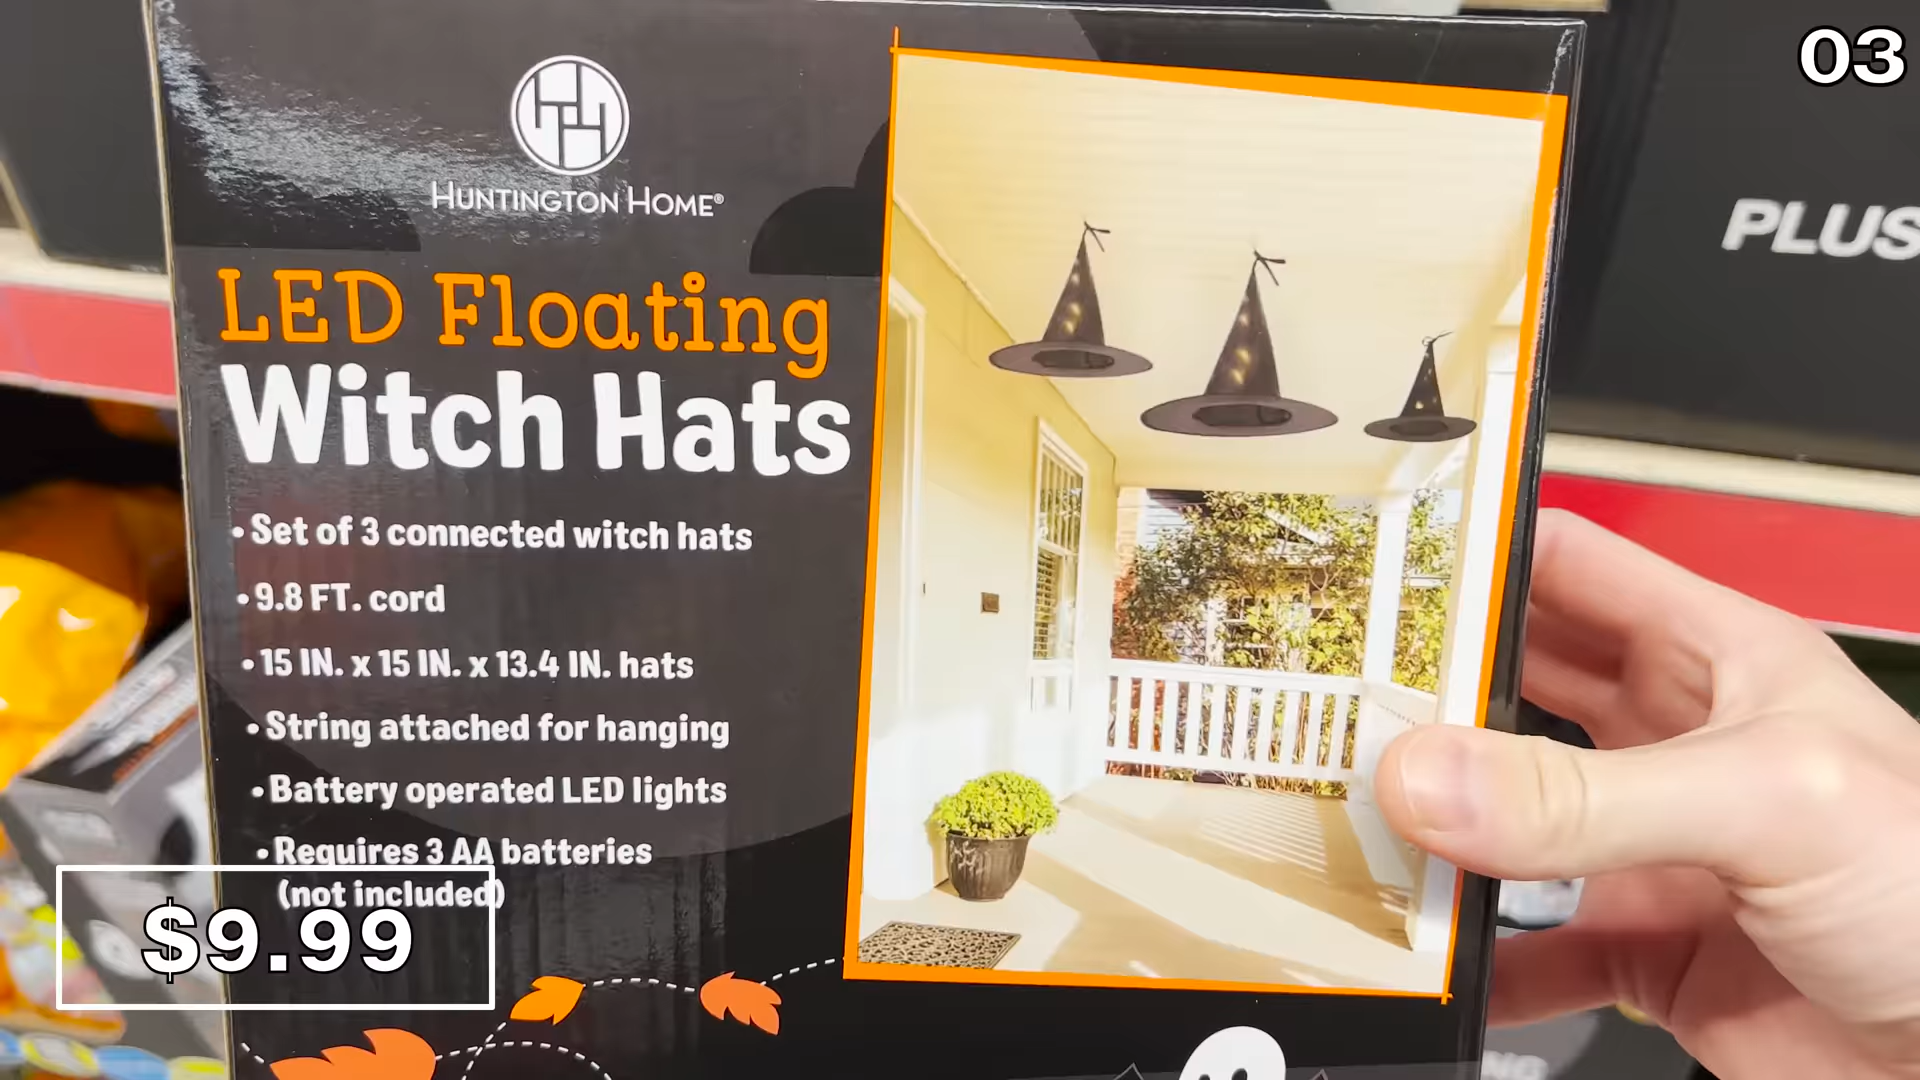 03
HUNTINGTON HOME®
PLUS
LED Floating
Witch Hats
• Set of 3 connected witch hats
• 9.8 FT. cord
• 15 IN. x 15 IN. x 13.4 IN. hats
• String attached for hanging
• Battery operated LED lights
• Requires 3 AA batteries
(not included)
$9.99